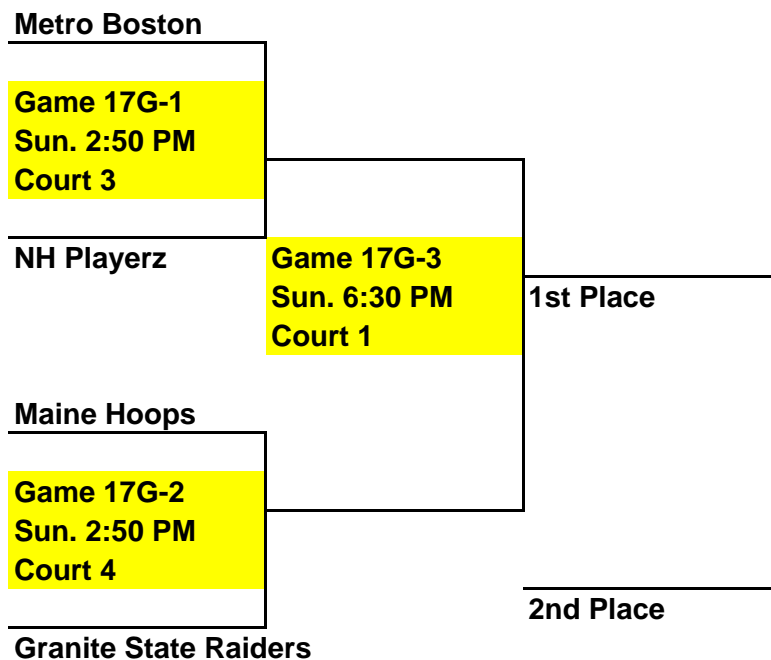 Metro Boston
Game 17G-1
Sun. 2:50 PM
Court 3
NH Playerz
Game 17G-3
Sun. 6:30 PM
Court 1
1st Place
Maine Hoops
Game 17G-2
Sun. 2:50 PM
Court 4
2nd Place
Granite State Raiders